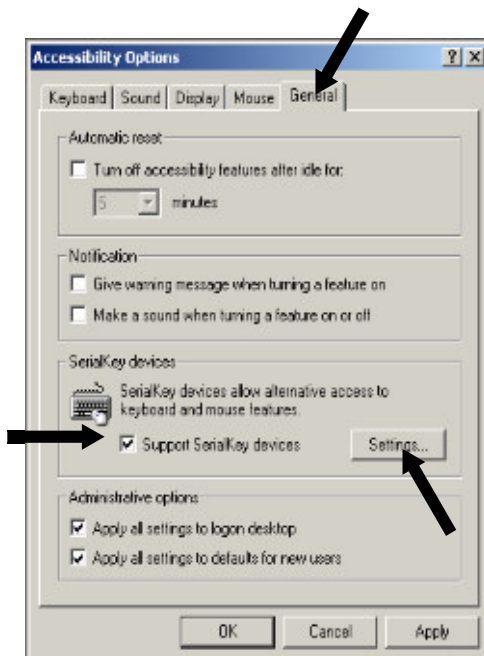 Accessibility Options
Keyboard Sound Display Mouse General
Automatic reset
Turn off accessibility features after idle for:
5 minutes
Notification
Give warning message when turning a feature on
Make a sound when turning a feature on or off
SerialKey devices
SerialKey devices allow alternative access to
keyboard and mouse features.
Support SerialKey devices Settings...
Administrative options
Apply all settings to logon desktop
Apply all settings to defaults for new users
OK Cancel Apply